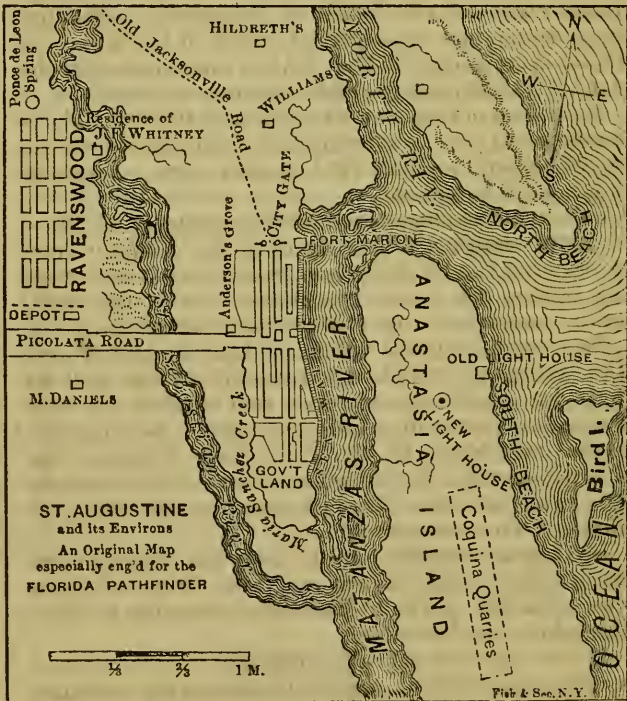 HILDRETH'S
Old Jacksonville Road
Ponce de Leon
Spring
WILLIAMS
NORTH RIV.
N
W
E
S
Residence of
J. P. WHITNEY
RAVENSWOOD
CITY GATE
Anderson's Grove
FORT MARION
NORTH BEACH
DEPOT
PICOLATA ROAD
M. DANIELS
MATANZAS RIVER
ANASTASIA ISLAND
OLD LIGHT HOUSE
NEW
LIGHT HOUSE
SOUTH BEACH
Bird I.
OCEAN
Maria Sanchez Creek
GOV'T
LAND
Coquina Quarries
ST. AUGUSTINE
and its Environs
An Original Map
especially eng'd for the
FLORIDA PATHFINDER
⅓ ⅔ 1 M.
N.Y.